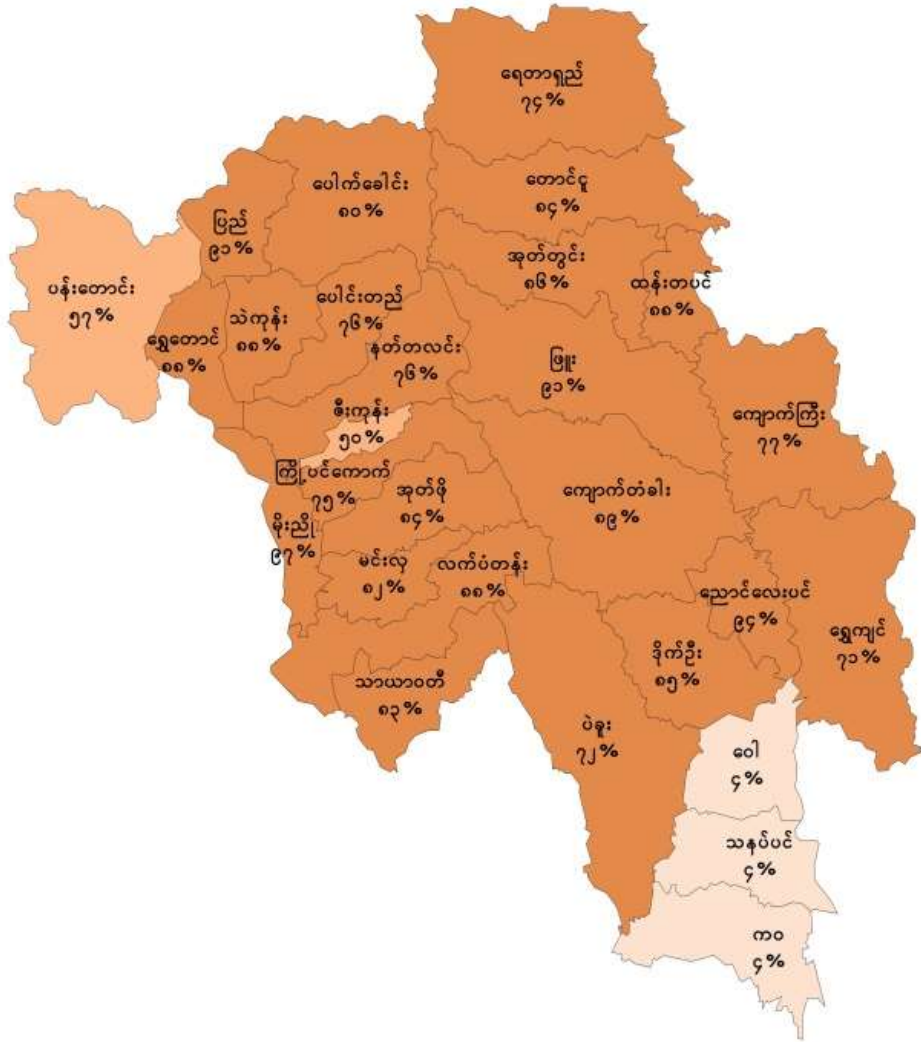 ရေတာရှည်
၇၄%
ပေါက်ခေါင်း
၈၀%
တောင်ငူ
၈၄%
ပြည်
၉၁%
အုတ်တွင်း
၈၆%
ထန်းတပင်
၈၈%
ပန်းတောင်း
၅၇%
ပေါင်းတည်
၇၆%
သဲကုန်း
၈၈%
ရွှေတောင်
၈၈%
နတ်တလင်း
၇၆%
ဖြူး
၉၁%
ကျောက်ကြီး
၇၇%
ဇီးကုန်း
၅၀%
ကြို့ပင်ကောက်
၇၅%
အုတ်ဖို
၈၄%
ကျောက်တံခါး
၈၉%
မိုးညို
၉၇%
မင်းလှ
၈၂%
လက်ပံတန်း
၈၈%
ညောင်လေးပင်
၉၄%
ရွှေကျင်
၇၁%
ဒိုက်ဦး
၈၅%
သာယာဝတီ
၈၃%
ပဲခူး
၇၂%
ဝေါ
၄%
သနပ်ပင်
၄%
ကဝ
၄%